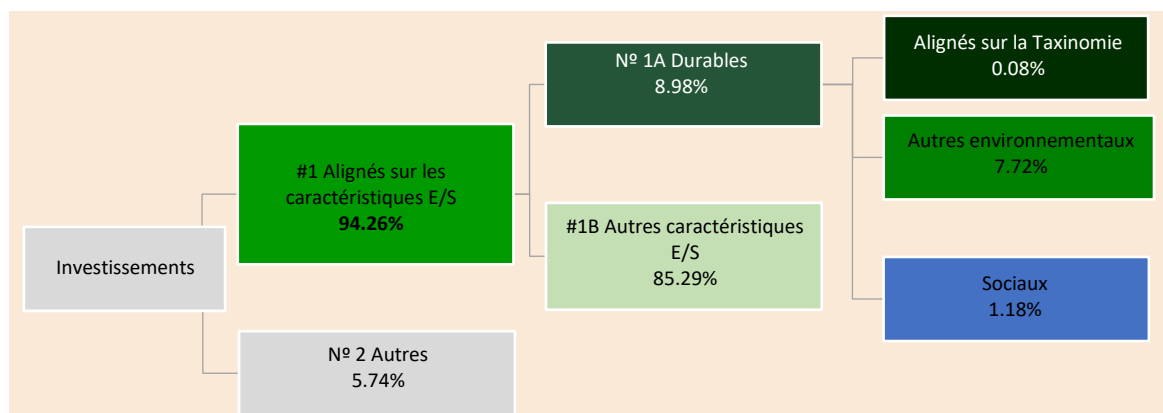 Investissements
#1 Alignés sur les
caractéristiques E/S
94.26%
Nº 2 Autres
5.74%
Nº 1A Durables
8.98%
#1B Autres caractéristiques
E/S
85.29%
Alignés sur la Taxinomie
0.08%
Autres environnementaux
7.72%
Sociaux
1.18%